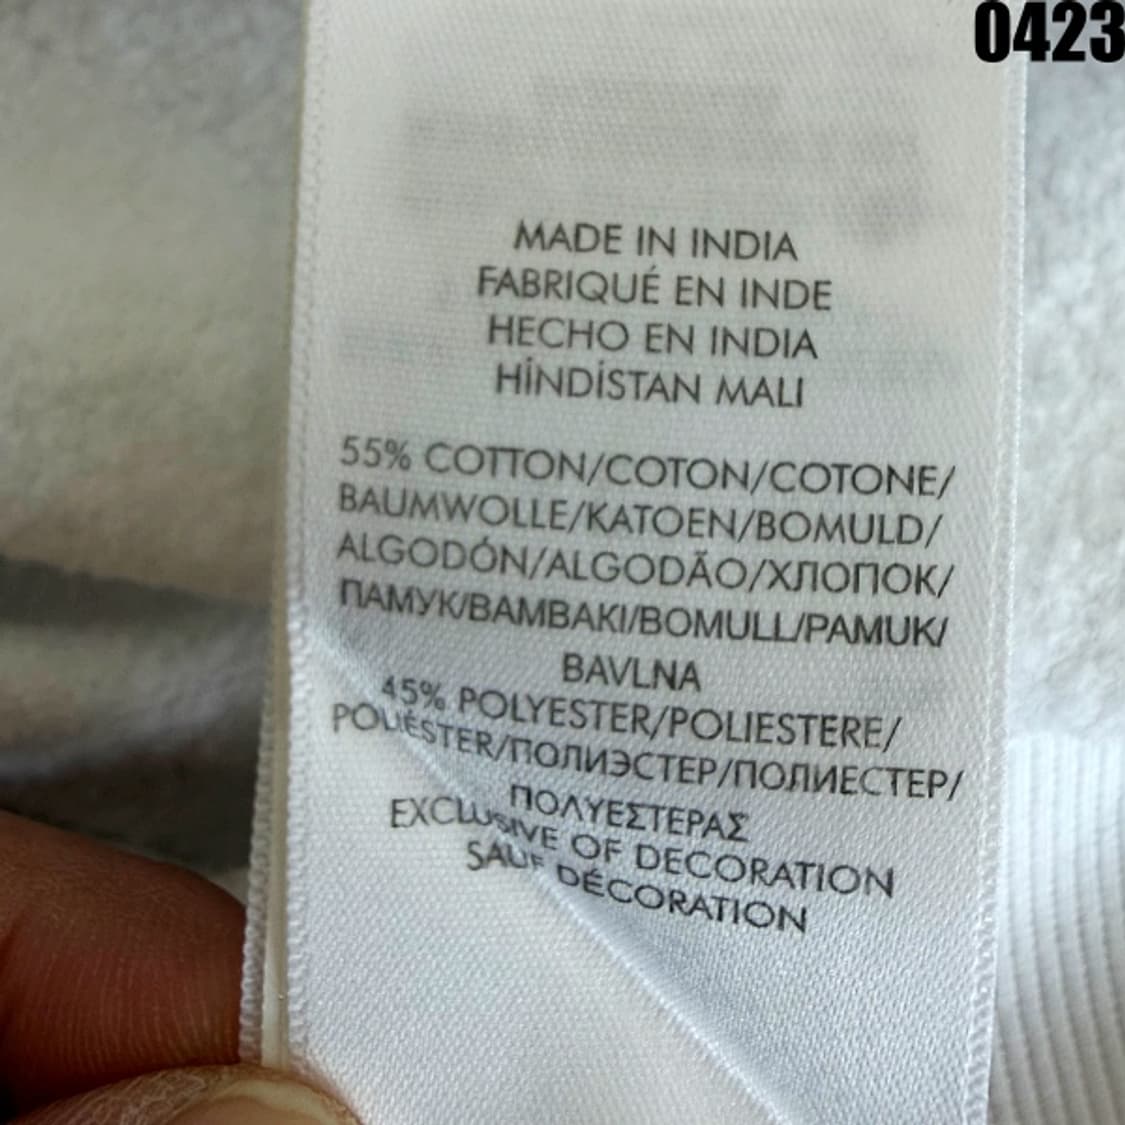 0423
MADE IN INDIA
FABRIQUÉ EN INDE
HECHO EN INDIA
HİNDİSTAN MALI
55% COTTON/COTON/COTONE/
BAUMWOLLE/KATOEN/BOMULD/
ALGODÓN/ALGODÃO/ХЛОПОК/
ПАМУК/ΒΑΜΒΑΚΙ/BOMULL/PAMUK/
BAVLNA
45% POLYESTER/POLIESTERE/
POLIÉSTER/ПОЛИЭСТЕР/ПОЛИЕСТЕР/
ΠΟΛΥΕΣΤΕΡΑΣ
EXCLUSIVE OF DECORATION
SAUF DÉCORATION